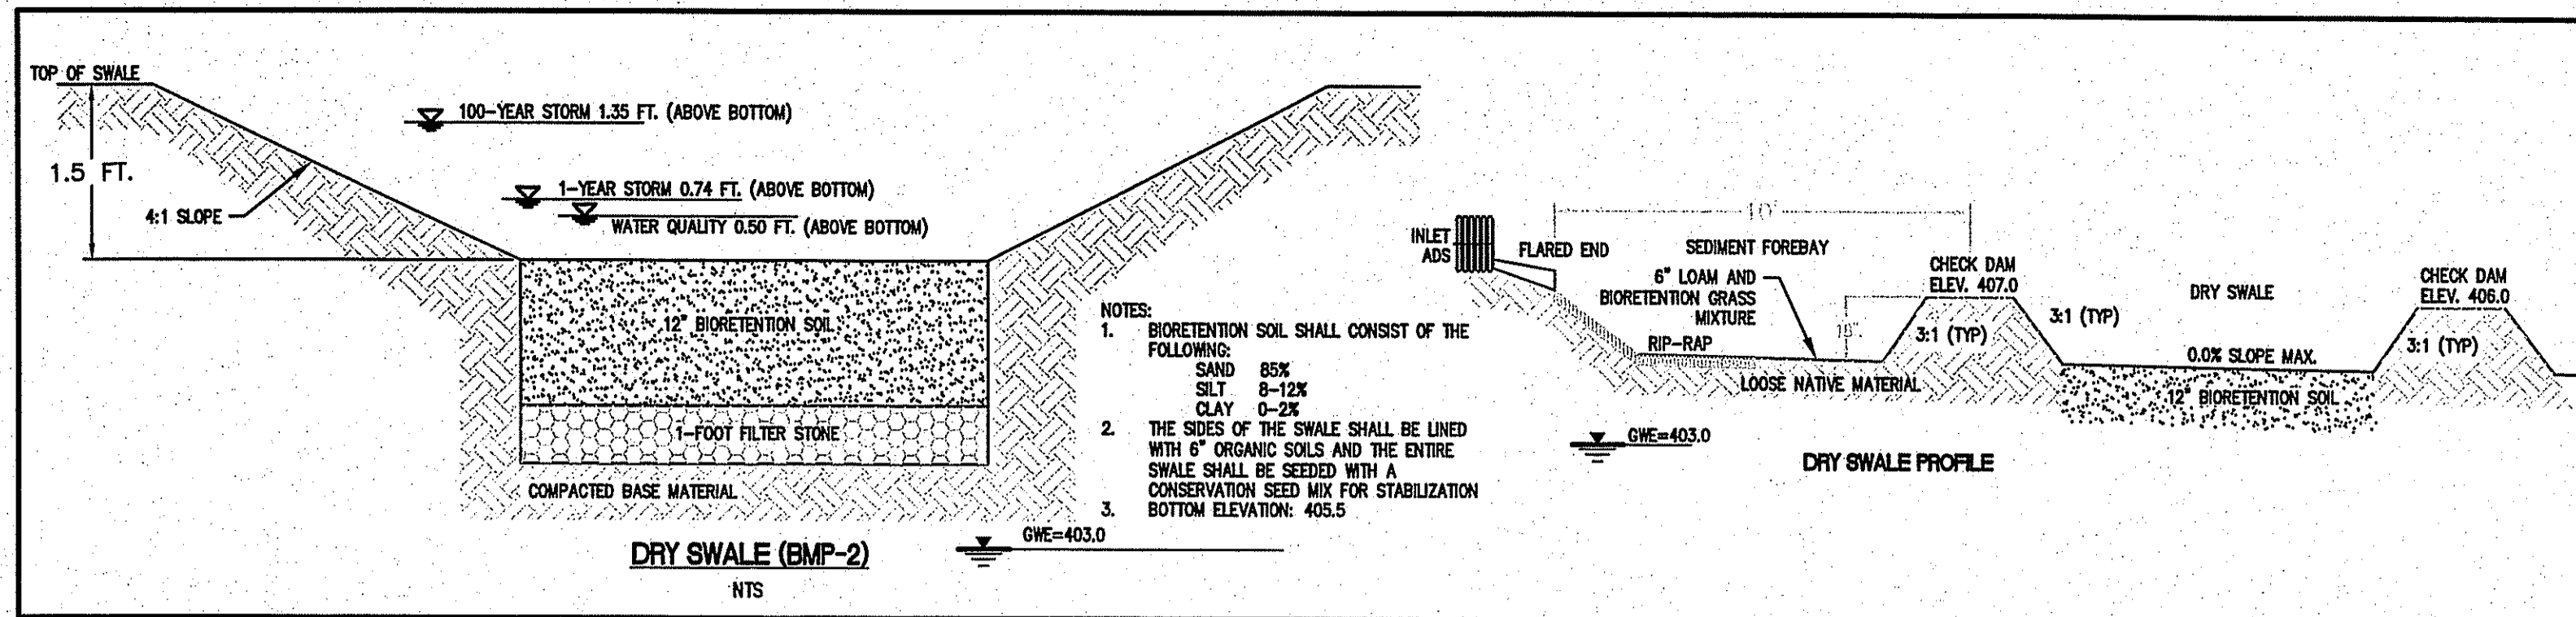 TOP OF SWALE
1.5 FT.
4:1 SLOPE
100-YEAR STORM 1.35 FT. (ABOVE BOTTOM)
1-YEAR STORM 0.74 FT. (ABOVE BOTTOM)
WATER QUALITY 0.50 FT. (ABOVE BOTTOM)
12" BIORETENTION SOIL
1-FOOT FILTER STONE
COMPACTED BASE MATERIAL
DRY SWALE (BMP-2)
NTS
GWE=403.0
NOTES:
1. BIORETENTION SOIL SHALL CONSIST OF THE
FOLLOWING:
SAND 85%
SILT 8-12%
CLAY 0-2%
2. THE SIDES OF THE SWALE SHALL BE LINED
WITH 6" ORGANIC SOILS AND THE ENTIRE
SWALE SHALL BE SEEDED WITH A
CONSERVATION SEED MIX FOR STABILIZATION
3. BOTTOM ELEVATION: 405.5
INLET
ADS
FLARED END
10'
SEDIMENT FOREBAY
6" LOAM AND
BIORETENTION GRASS
MIXTURE
RIP-RAP
LOOSE NATIVE MATERIAL
18"
CHECK DAM
ELEV. 407.0
3:1 (TYP)
3:1 (TYP)
DRY SWALE
0.0% SLOPE MAX.
12" BIORETENTION SOIL
CHECK DAM
ELEV. 406.0
3:1 (TYP)
GWE=403.0
DRY SWALE PROFILE